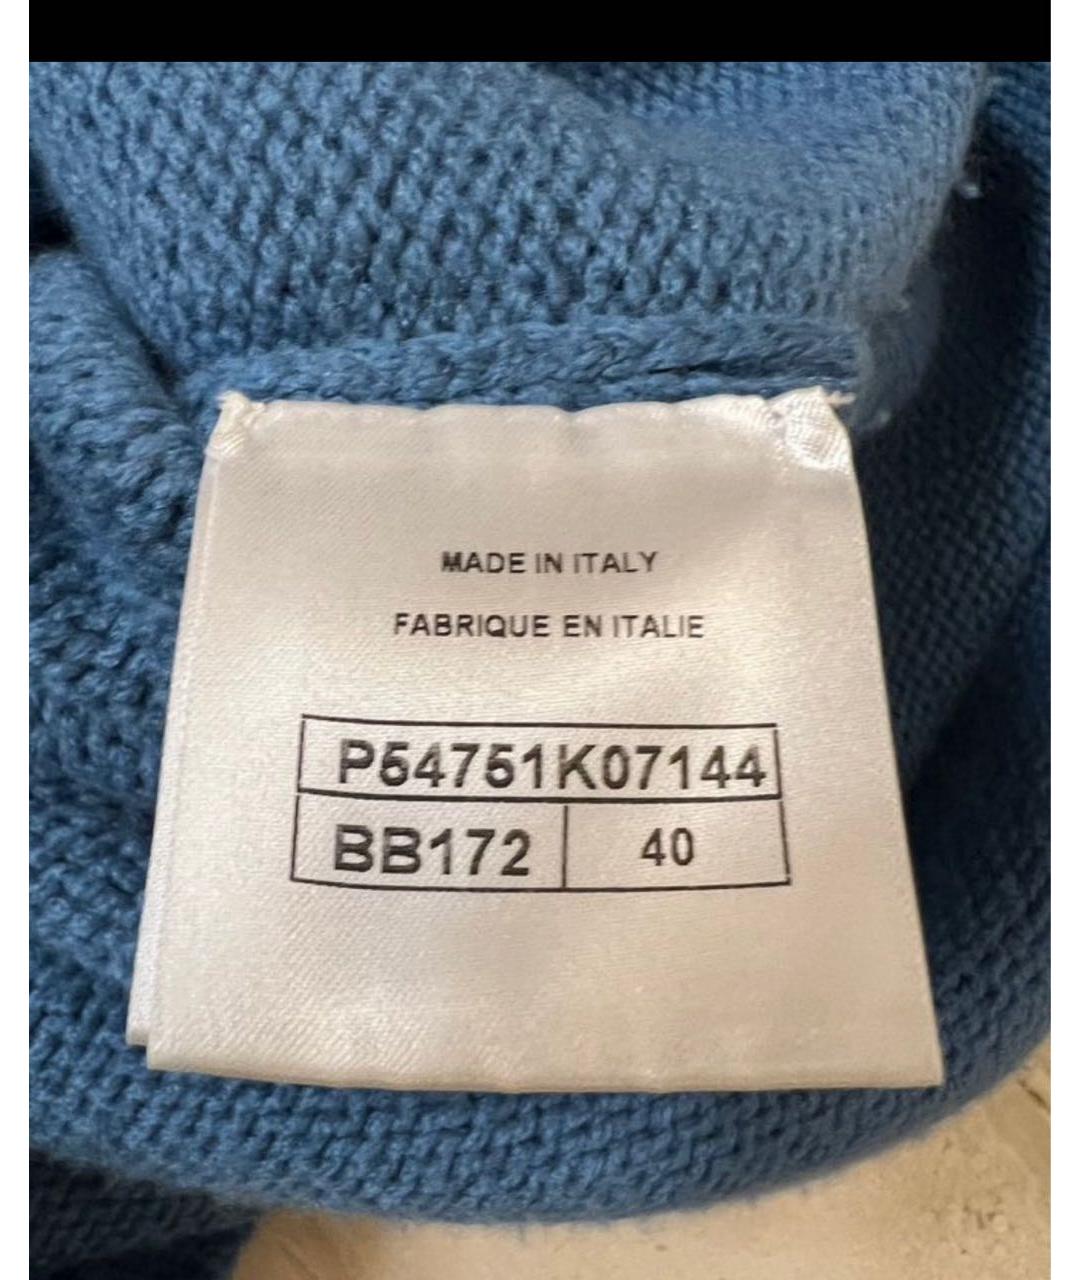 MADE IN ITALY
FABRIQUE EN ITALIE
P54751K07144
BB172 40